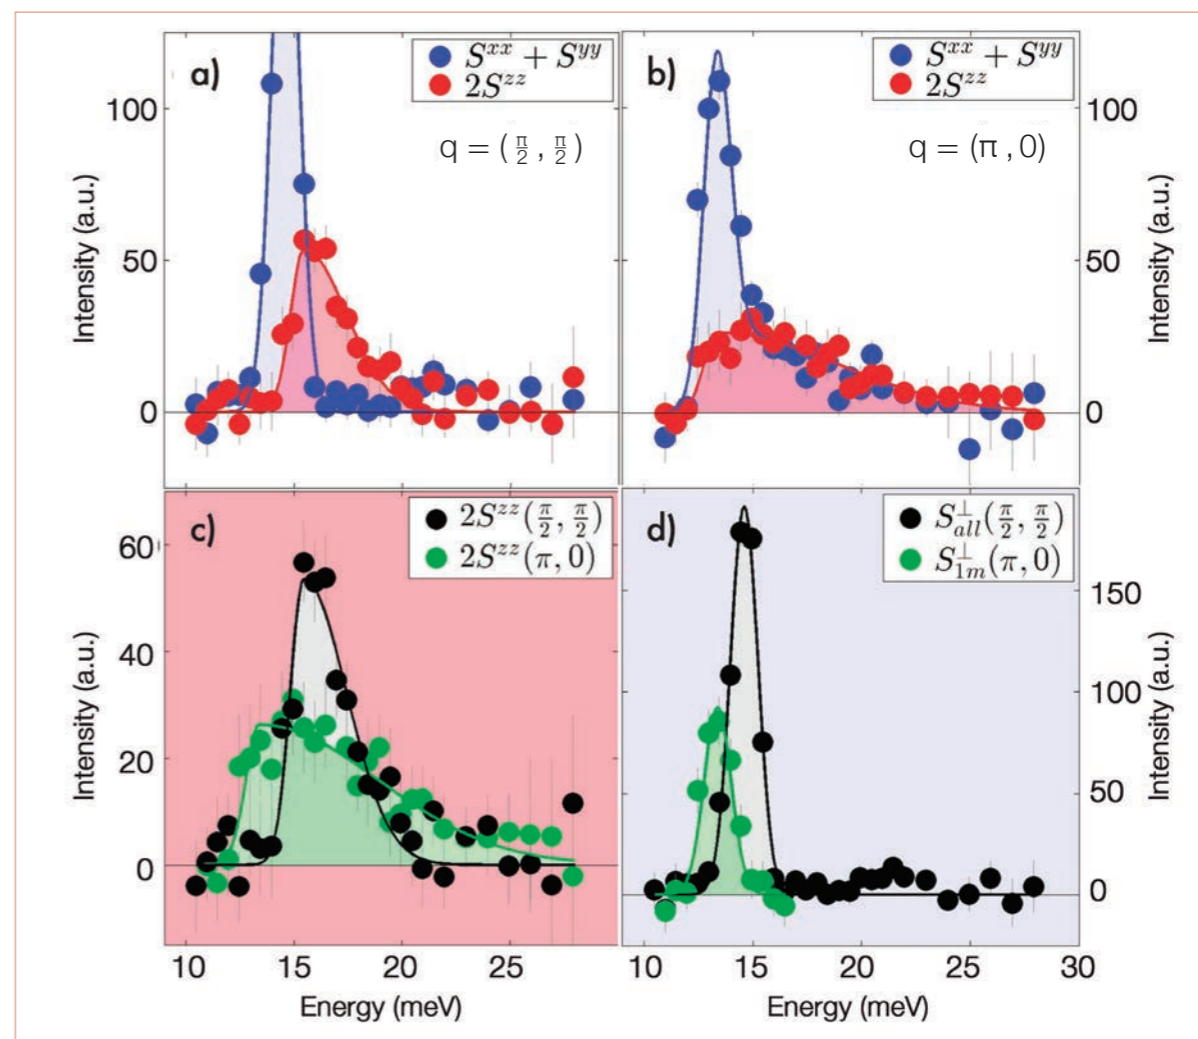 a)
S^{xx} + S^{yy}
2S^{zz}
q = (π/2, π/2)
Intensity (a.u.)
100
50
0
b)
S^{xx} + S^{yy}
2S^{zz}
q = (π, 0)
100
50
0
Intensity (a.u.)
c)
2S^{zz}(π/2, π/2)
2S^{zz}(π, 0)
Intensity (a.u.)
60
40
20
0
10 15 20 25
Energy (meV)
d)
S^{⊥}_{all}(π/2, π/2)
S^{⊥}_{1m}(π, 0)
150
100
50
0
Intensity (a.u.)
10 15 20 25 30
Energy (meV)